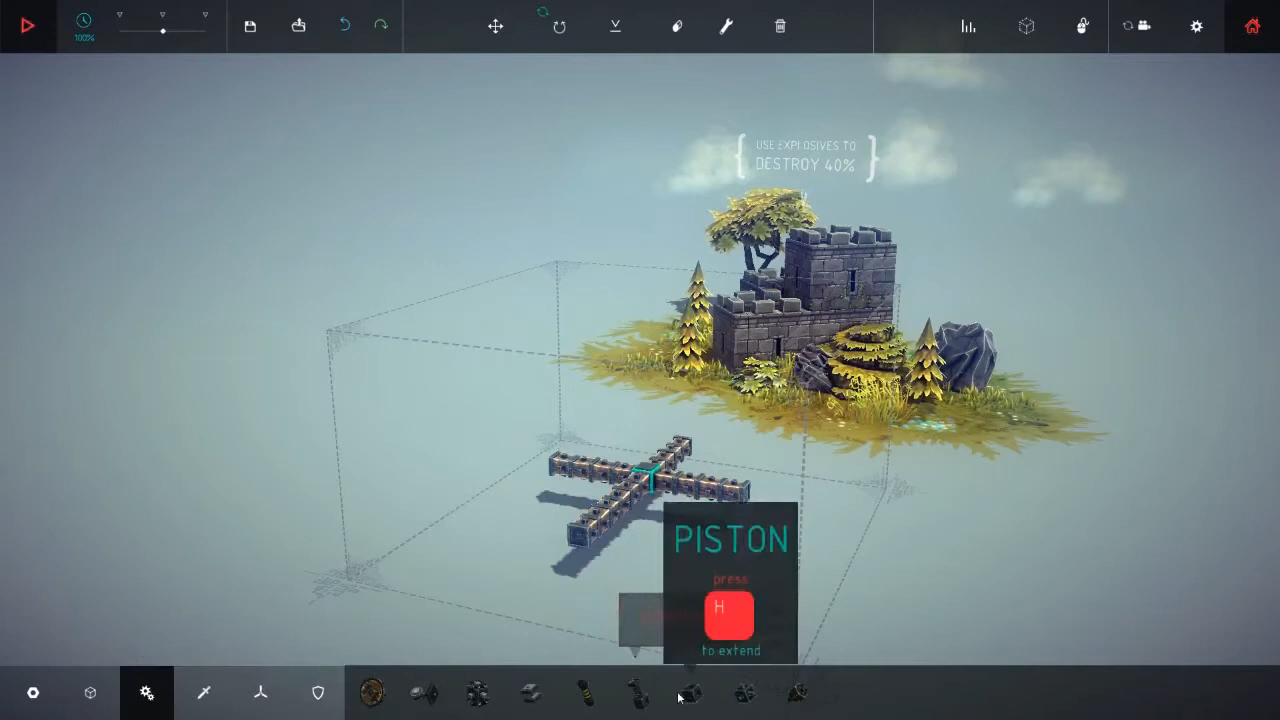 100%
USE EXPLOSIVES TO
DESTROY 40%
PISTON
press
H
to extend